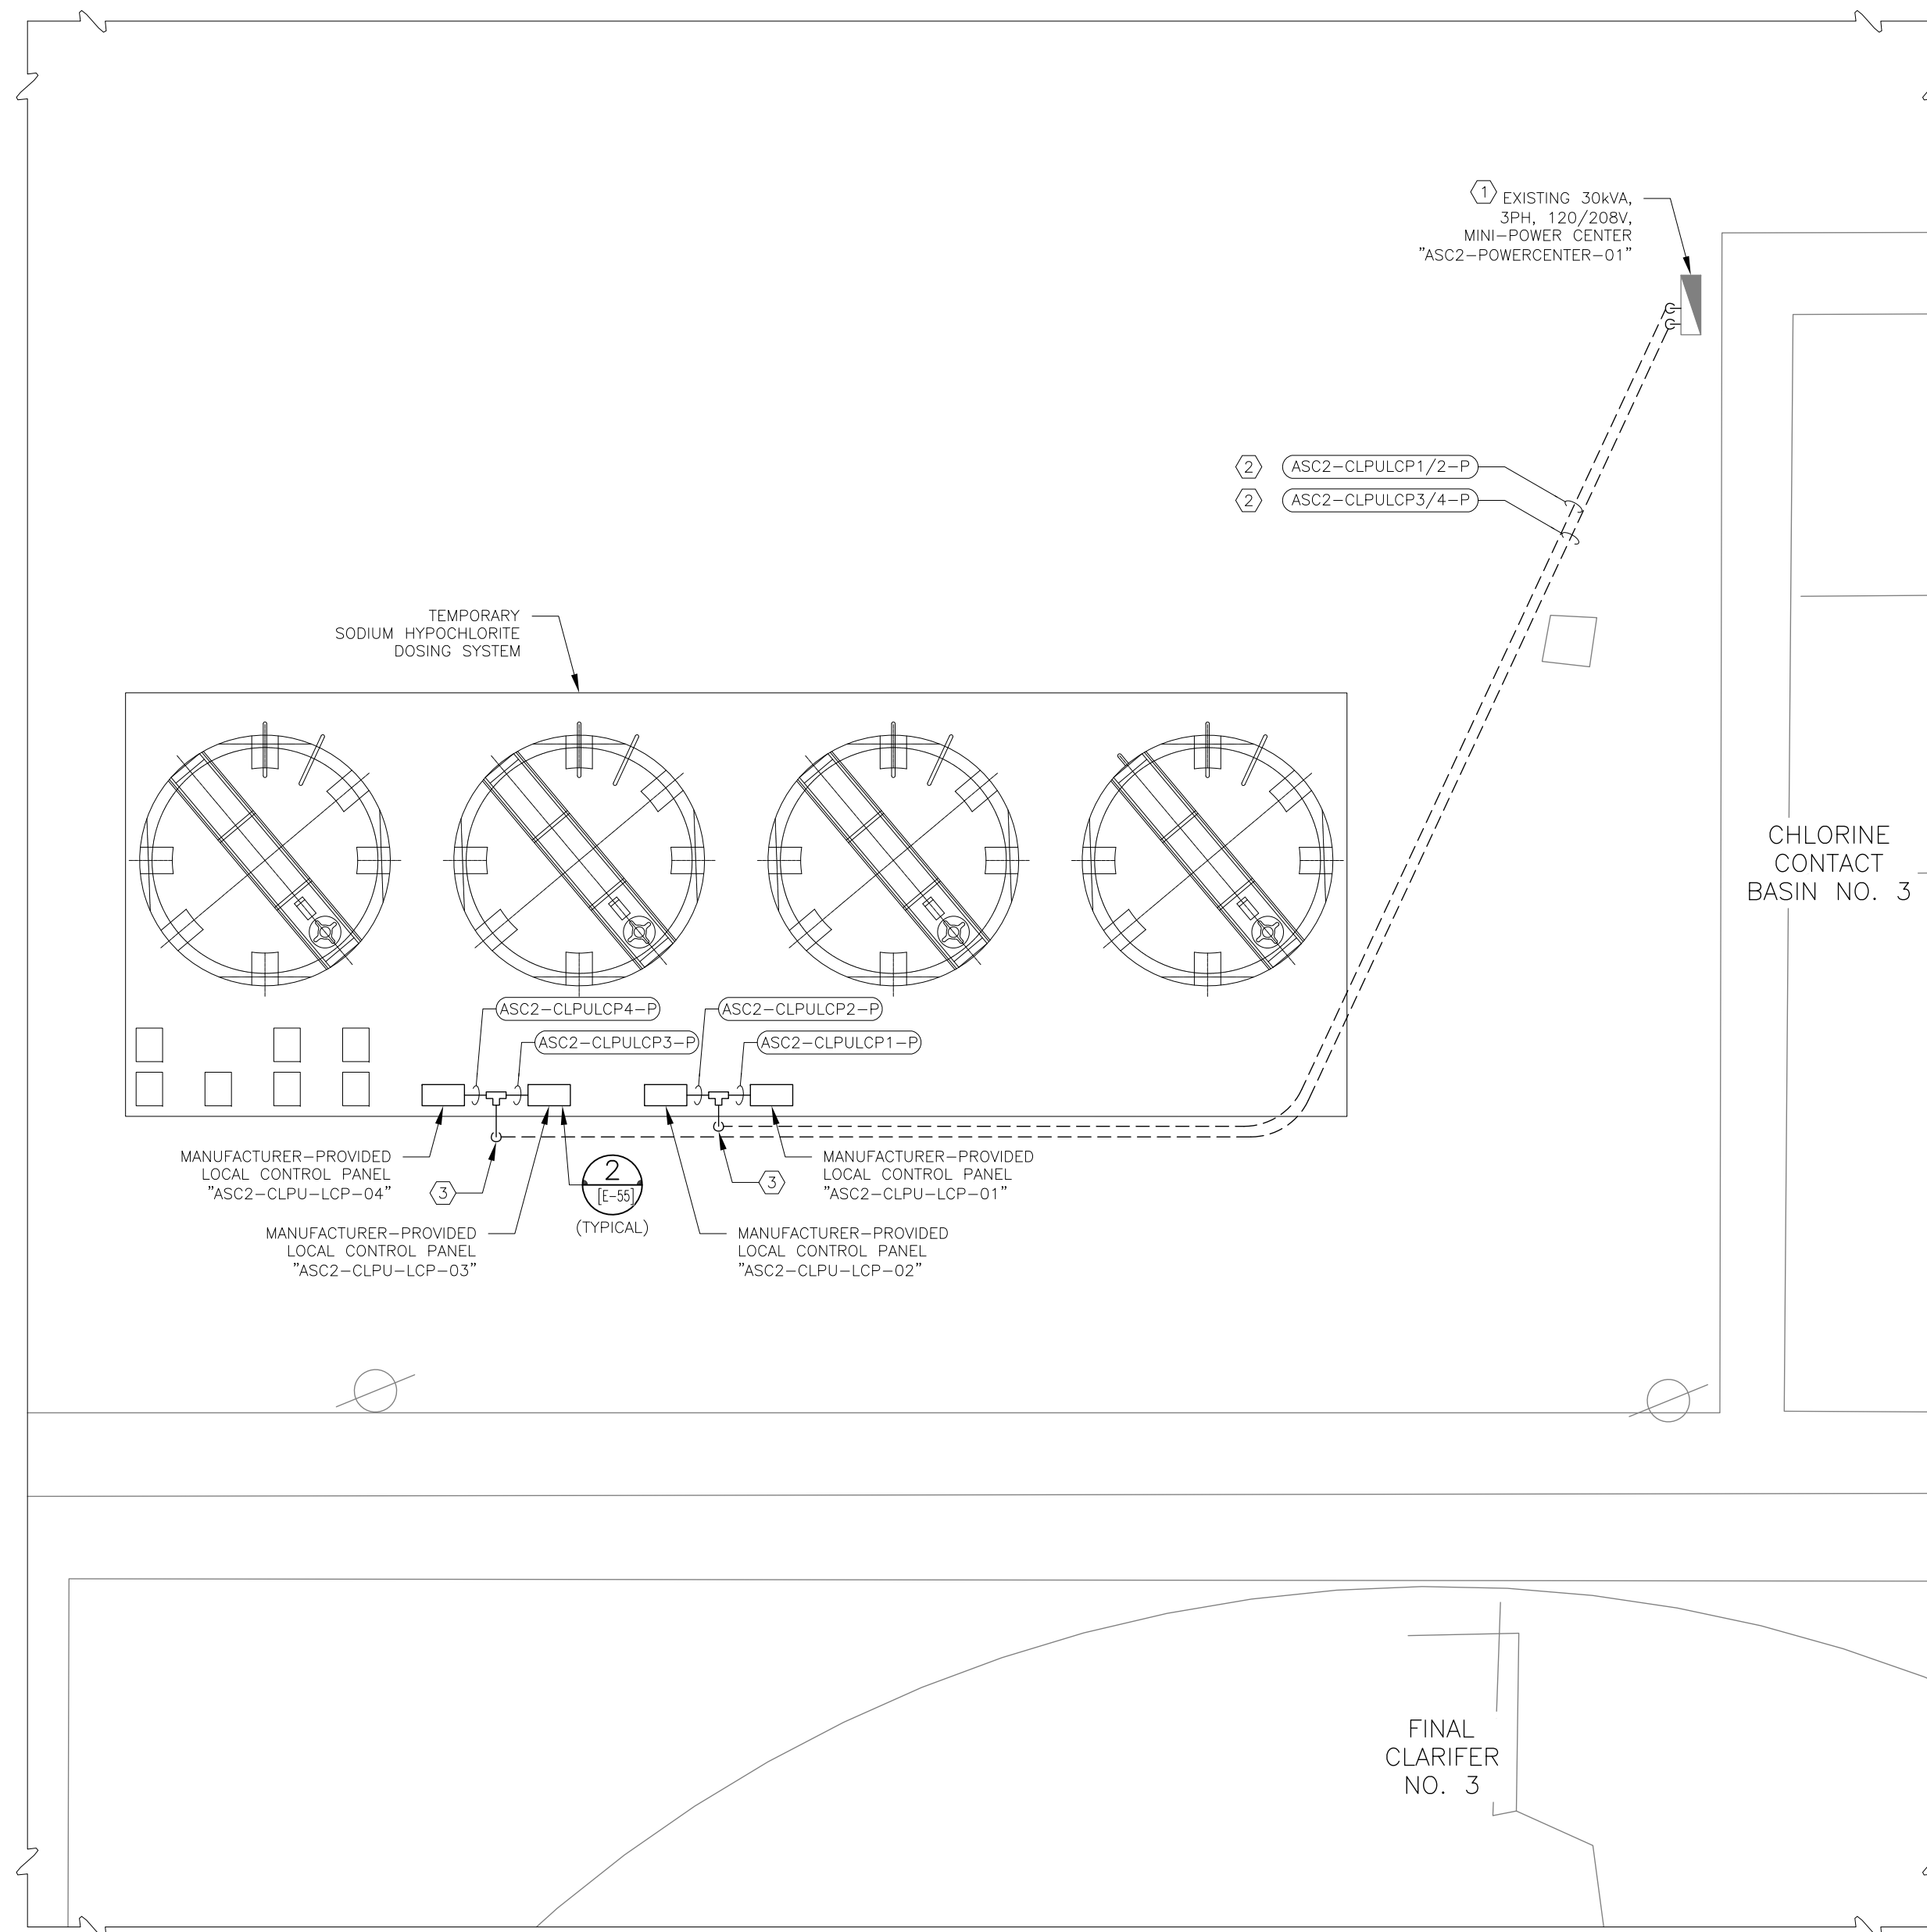 1
EXISTING 30kVA,
3PH, 120/208V,
MINI-POWER CENTER
"ASC2-POWERCENTER-01"
2 ASC2-CLPULCP1/2-P
2 ASC2-CLPULCP3/4-P
TEMPORARY
SODIUM HYPOCHLORITE
DOSING SYSTEM
CHLORINE
CONTACT
BASIN NO. 3
ASC2-CLPULCP4-P
ASC2-CLPULCP3-P
ASC2-CLPULCP2-P
ASC2-CLPULCP1-P
MANUFACTURER-PROVIDED
LOCAL CONTROL PANEL
"ASC2-CLPU-LCP-04"
3
2
[E-55]
(TYPICAL)
3
MANUFACTURER-PROVIDED
LOCAL CONTROL PANEL
"ASC2-CLPU-LCP-01"
MANUFACTURER-PROVIDED
LOCAL CONTROL PANEL
"ASC2-CLPU-LCP-03"
MANUFACTURER-PROVIDED
LOCAL CONTROL PANEL
"ASC2-CLPU-LCP-02"
FINAL
CLARIFER
NO. 3